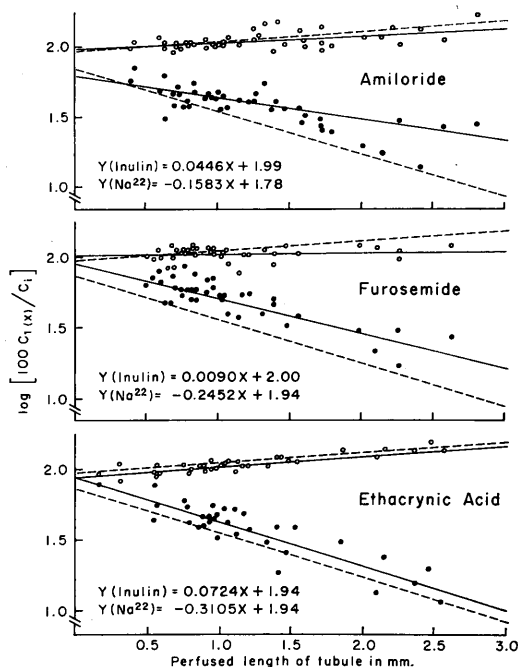 2.0
Amiloride
1.5
Y(Inulin) = 0.0446X + 1.99
1.0
Y(Na22) = -0.1583X + 1.78
2.0
Furosemide
1.5
log [100 C1(X)/Ci]
Y(Inulin) = 0.0090X + 2.00
1.0
Y(Na22) = -0.2452X + 1.94
2.0
Ethacrynic Acid
1.5
Y(Inulin) = 0.0724X + 1.94
1.0
Y(Na22) = -0.3105X + 1.94
0.5 1.0 1.5 2.0 2.5 3.0
Perfused length of tubule in mm.